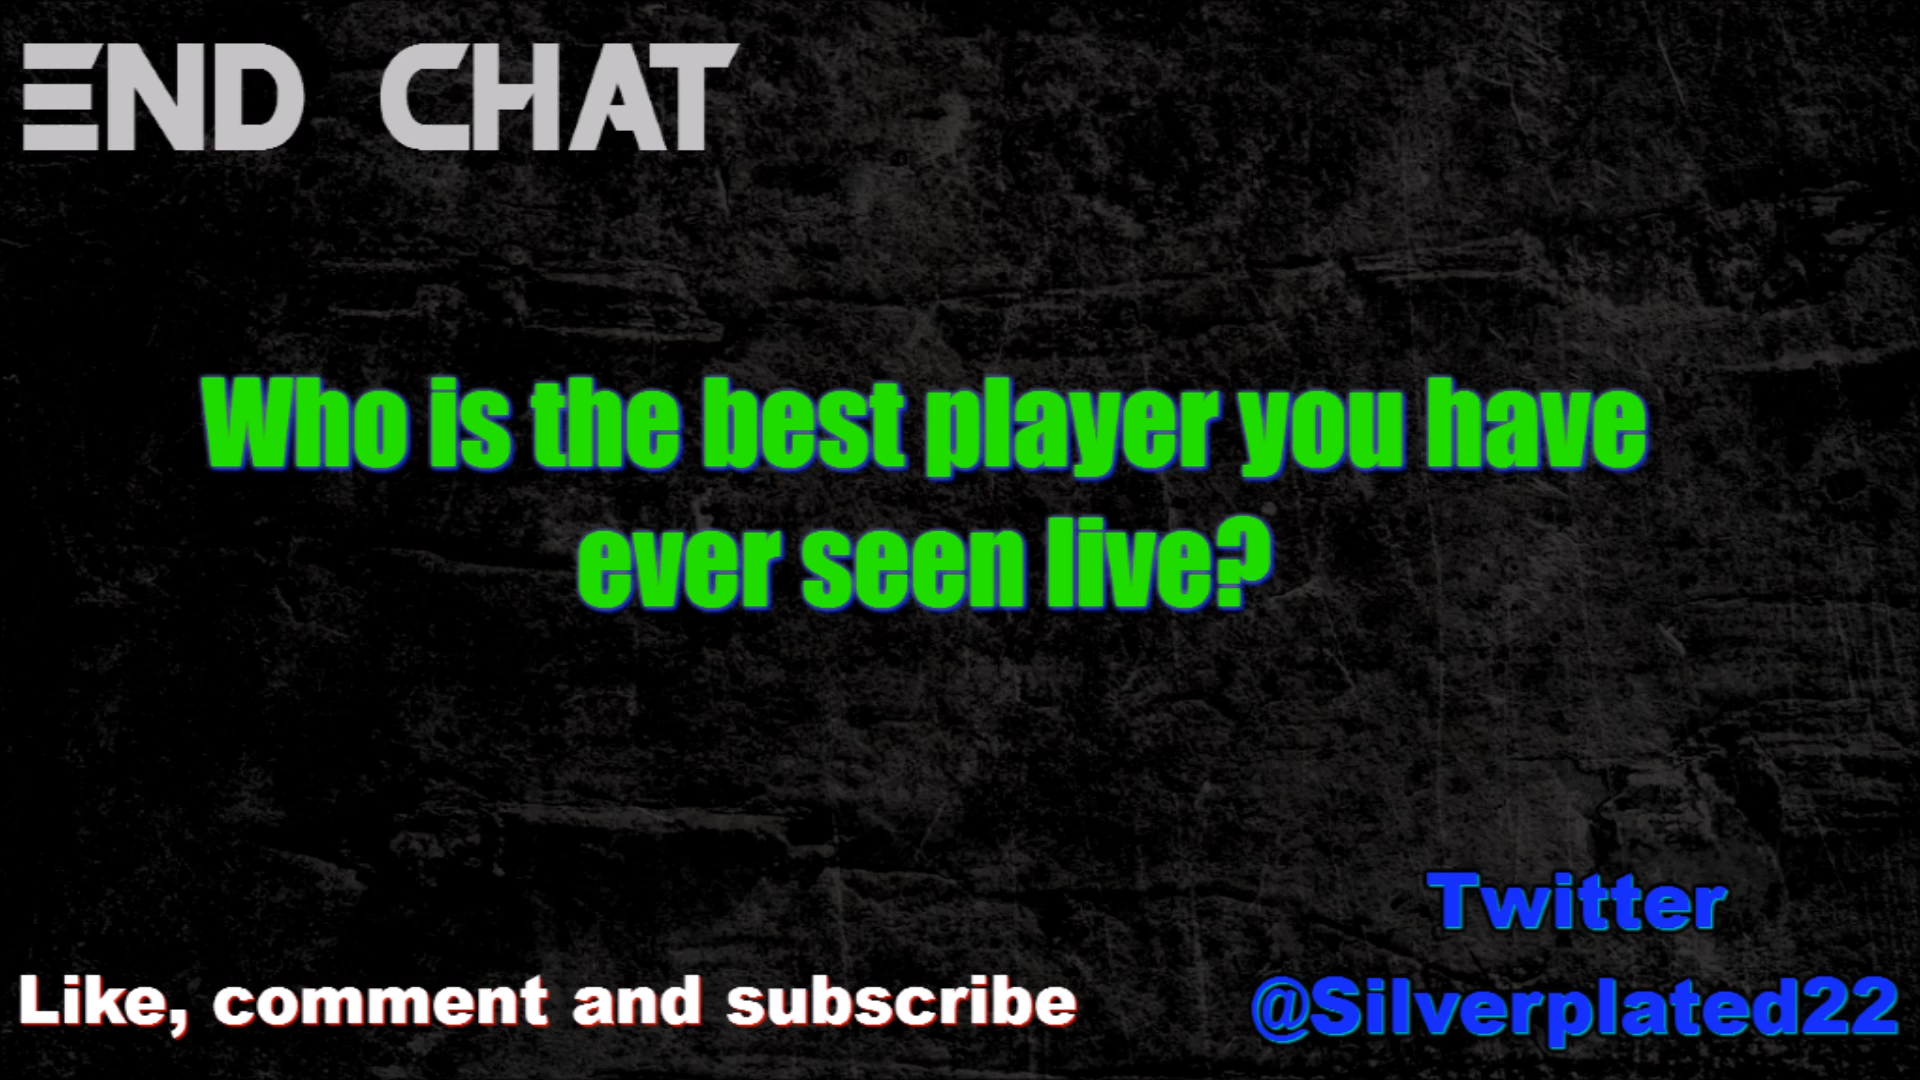 END CHAT
Who is the best player you have
ever seen live?
Twitter
Like, comment and subscribe
@Silverplated22